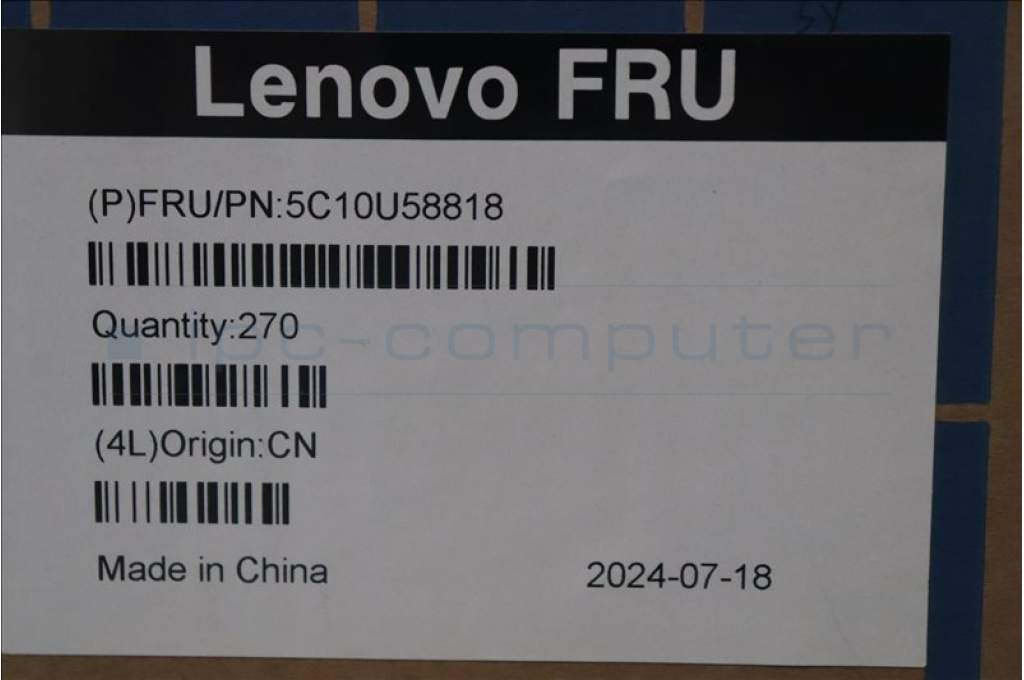 Lenovo FRU
(P)FRU/PN:5C10U58818
Quantity:270
ipc-computer
(4L)Origin:CN
Made in China
2024-07-18